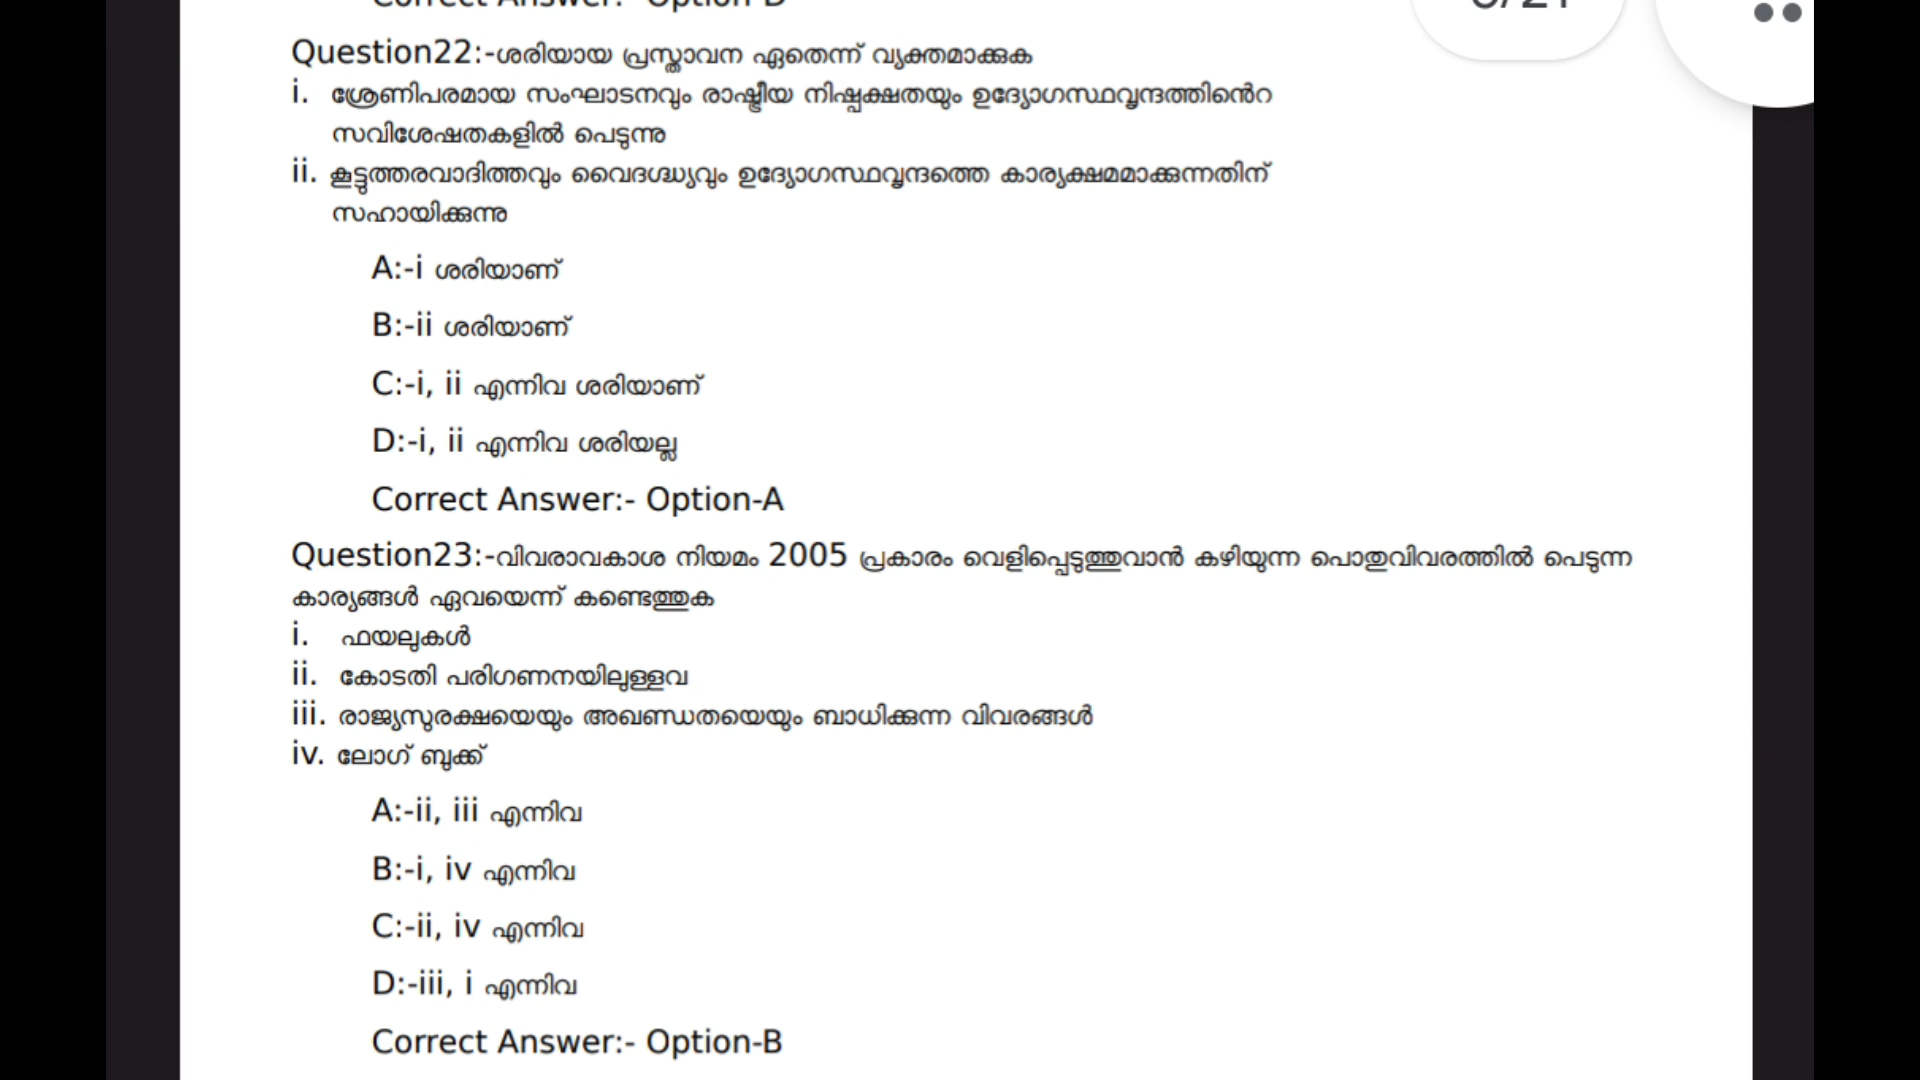 Correct Answer:- Option-D
Question22:-ശരിയായ പ്രസ്താവന ഏതെന്ന് വ്യക്തമാക്കുക
i. ശ്രേണിപരമായ സംഘാടനവും രാഷ്ട്രീയ നിഷ്പക്ഷതയും ഉദ്യോഗസ്ഥവൃന്ദത്തിൻെറ
സവിശേഷതകളിൽ പെടുന്നു
ii. കൂട്ടുത്തരവാദിത്തവും വൈദഗ്ധ്യവും ഉദ്യോഗസ്ഥവൃന്ദത്തെ കാര്യക്ഷമമാക്കുന്നതിന്
സഹായിക്കുന്നു
A:-i ശരിയാണ്
B:-ii ശരിയാണ്
C:-i, ii എന്നിവ ശരിയാണ്
D:-i, ii എന്നിവ ശരിയല്ല
Correct Answer:- Option-A
Question23:-വിവരാവകാശ നിയമം 2005 പ്രകാരം വെളിപ്പെടുത്തുവാൻ കഴിയുന്ന പൊതുവിവരത്തിൽ പെടുന്ന
കാര്യങ്ങൾ ഏവയെന്ന് കണ്ടെത്തുക
i. ഫയലുകൾ
ii. കോടതി പരിഗണനയിലുള്ളവ
iii. രാജ്യസുരക്ഷയെയും അഖണ്ഡതയെയും ബാധിക്കുന്ന വിവരങ്ങൾ
iv. ലോഗ് ബുക്ക്
A:-ii, iii എന്നിവ
B:-i, iv എന്നിവ
C:-ii, iv എന്നിവ
D:-iii, i എന്നിവ
Correct Answer:- Option-B